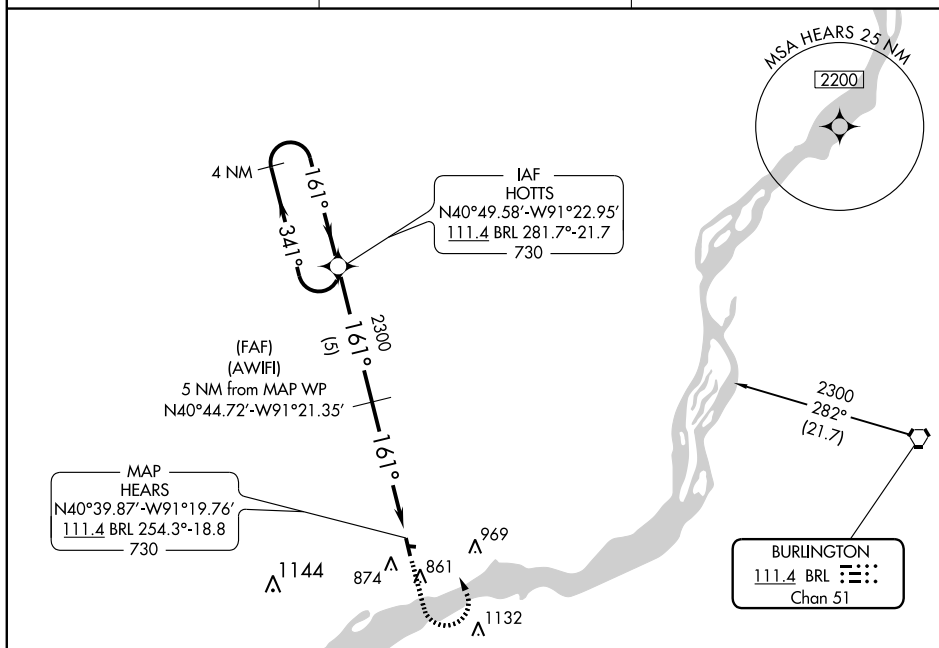 MSA HEARS 25 NM
2200
4 NM
161°
341°
IAF
HOTTS
N40°49.58'-W91°22.95'
111.4 BRL 281.7°-21.7
730
2300
161°
(5)
(FAF)
(AWIFI)
5 NM from MAP WP
N40°44.72'-W91°21.35'
2300
282°
(21.7)
161°
MAP
HEARS
N40°39.87'-W91°19.76'
111.4 BRL 254.3°-18.8
730
969
1144
874
861
1132
BURLINGTON
111.4 BRL
Chan 51